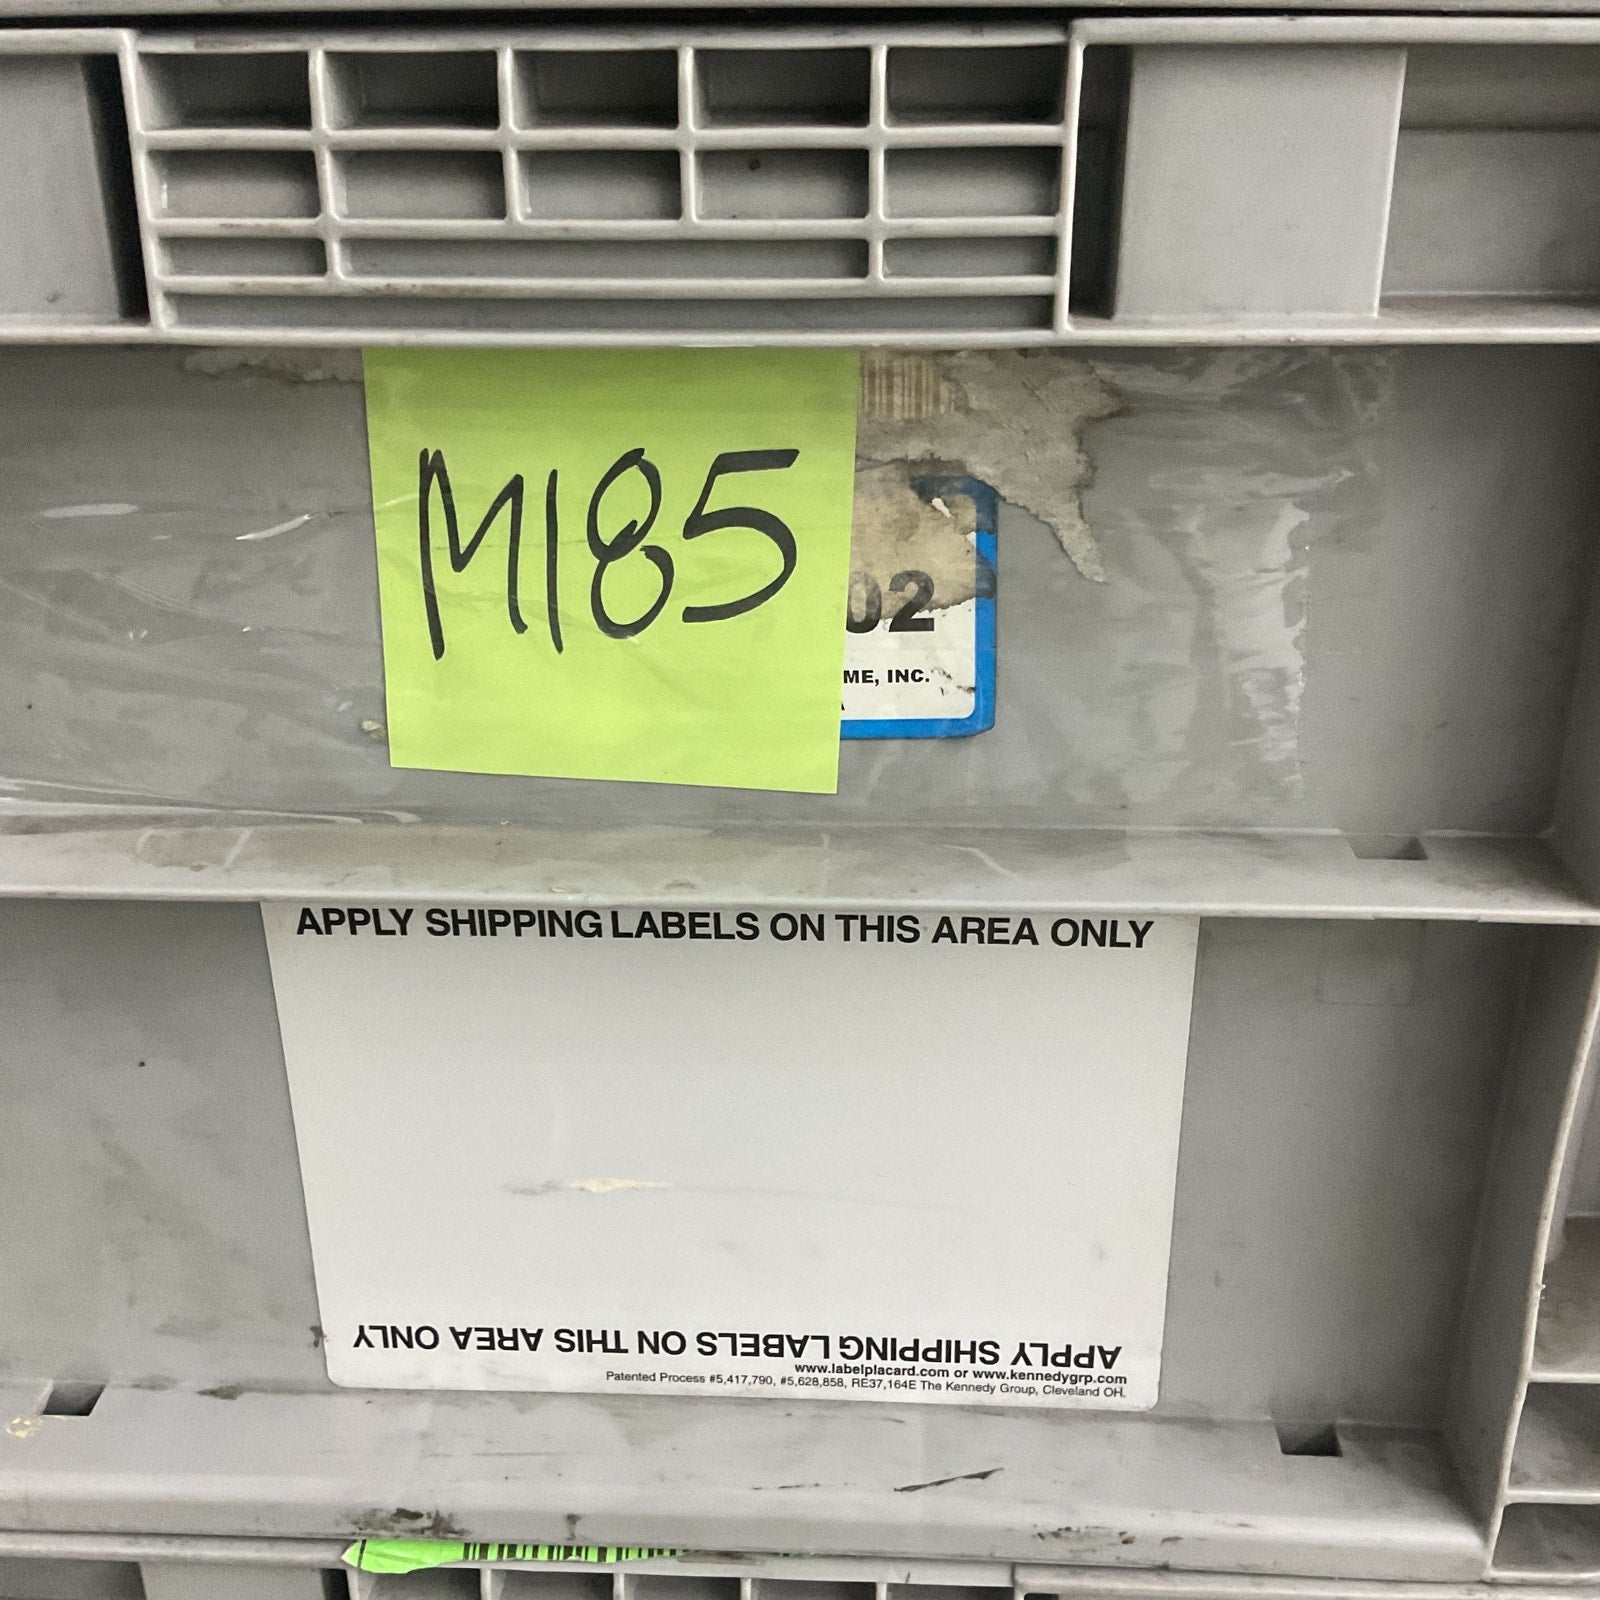 M185
02
ME, INC.
APPLY SHIPPING LABELS ON THIS AREA ONLY
APPLY SHIPPING LABELS ON THIS AREA ONLY
www.labelplacard.com or www.kennedygrp.com
Patented Process #5,417,790, #5,628,858, RE37,164E The Kennedy Group, Cleveland OH.